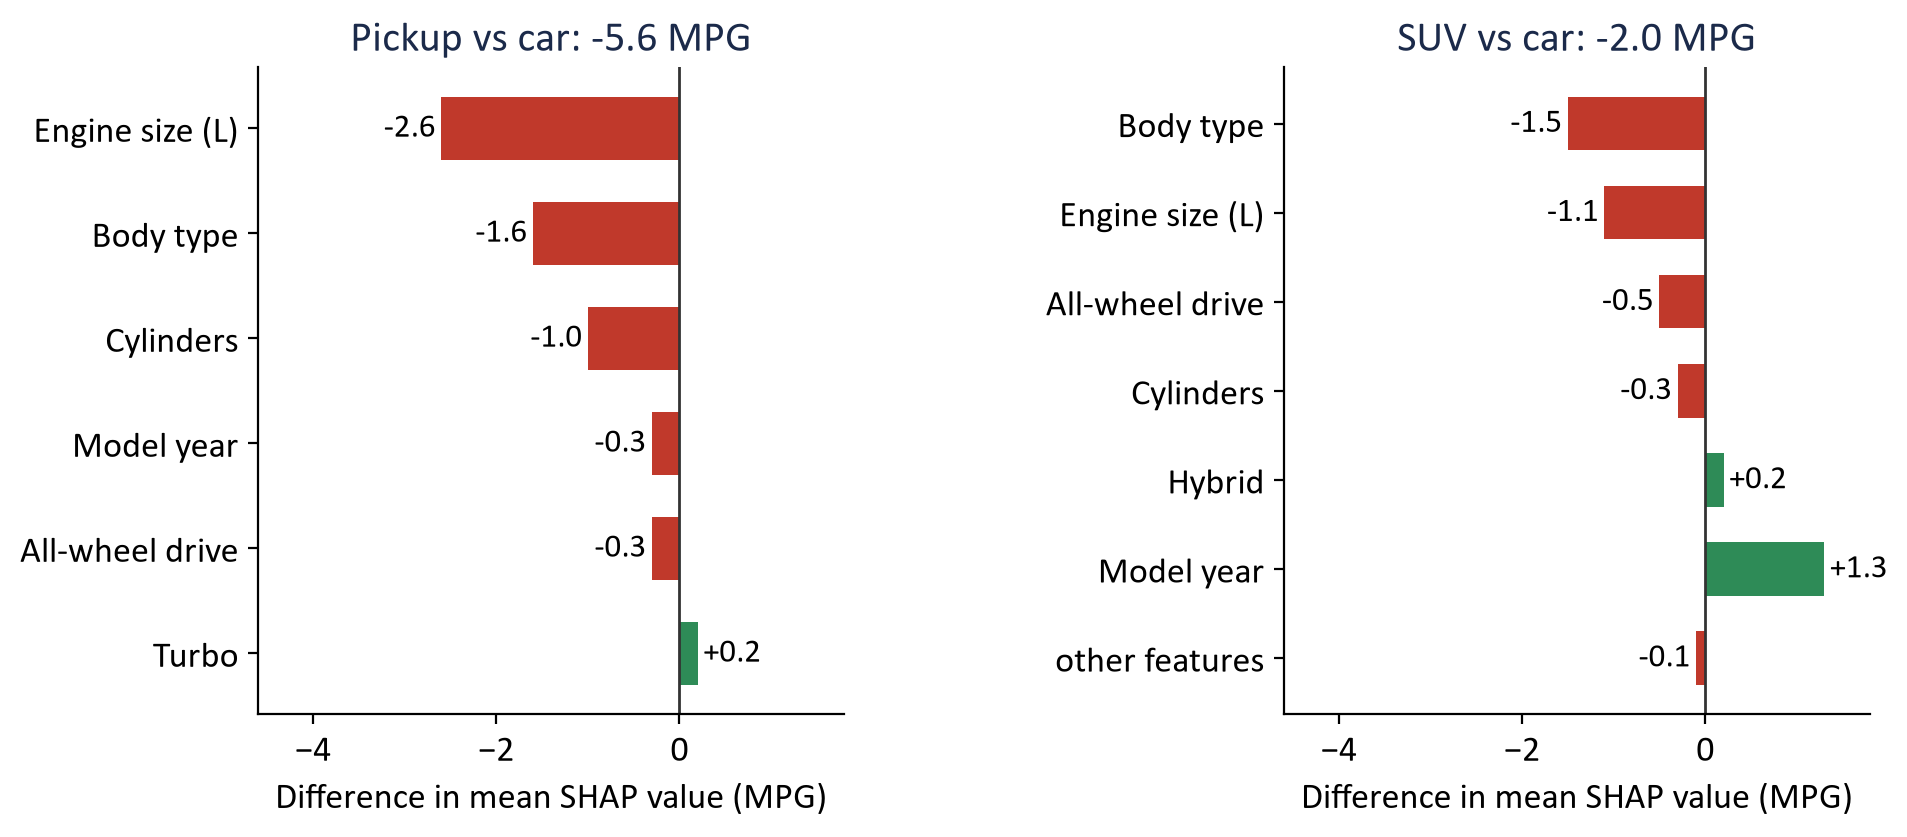 Pickup vs car: -5.6 MPG
Engine size (L)
-2.6
Body type
-1.6
Cylinders
-1.0
Model year
-0.3
All-wheel drive
-0.3
Turbo
+0.2
−4
−2
0
Difference in mean SHAP value (MPG)
SUV vs car: -2.0 MPG
Body type
-1.5
Engine size (L)
-1.1
All-wheel drive
-0.5
Cylinders
-0.3
Hybrid
+0.2
Model year
+1.3
other features
-0.1
−4
−2
0
Difference in mean SHAP value (MPG)